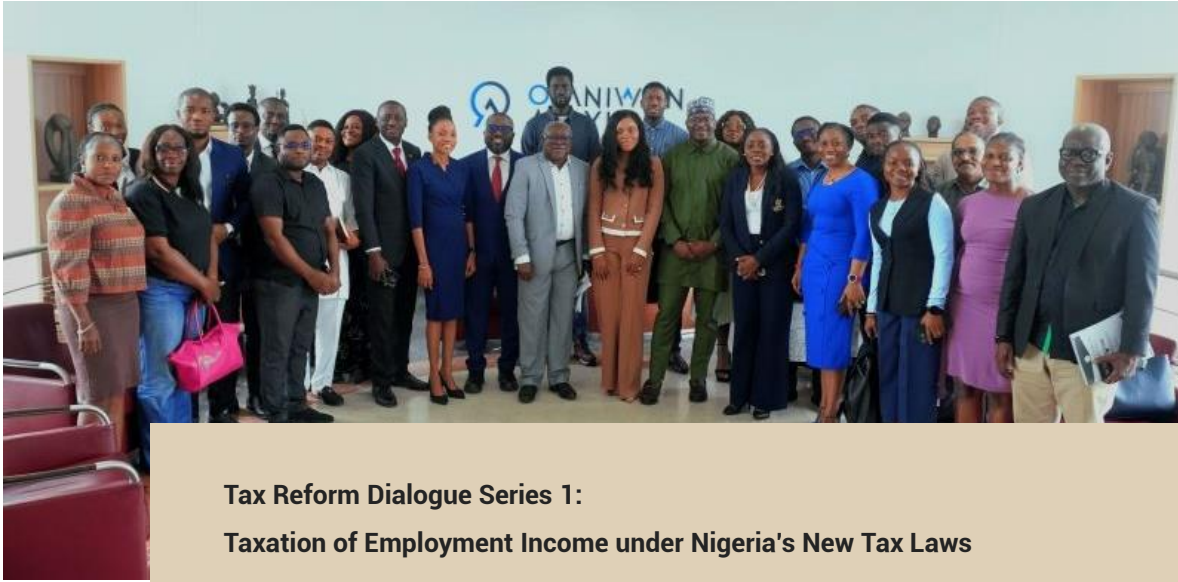 Tax Reform Dialogue Series 1:
Taxation of Employment Income under Nigeria's New Tax Laws